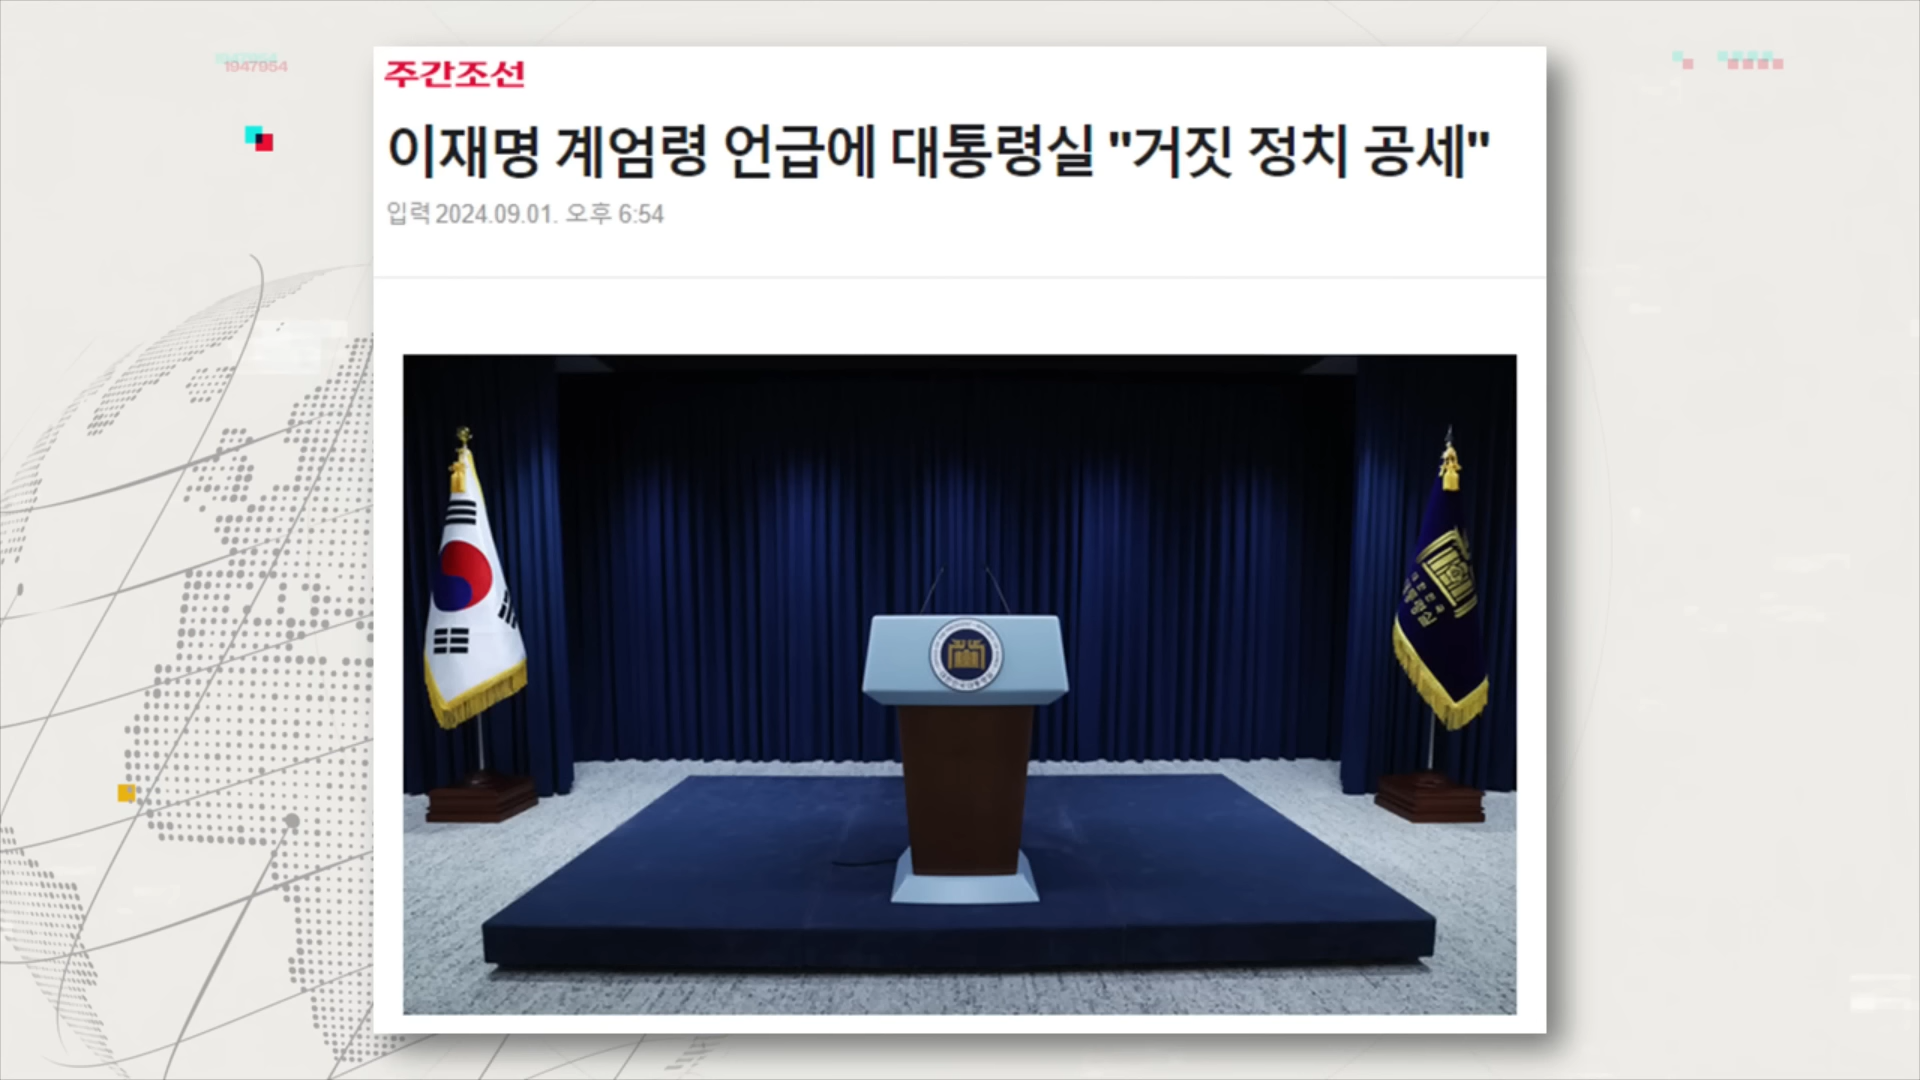 1947954
주간조선
이재명 계엄령 언급에 대통령실 "거짓 정치 공세"
입력 2024.09.01. 오후 6:54